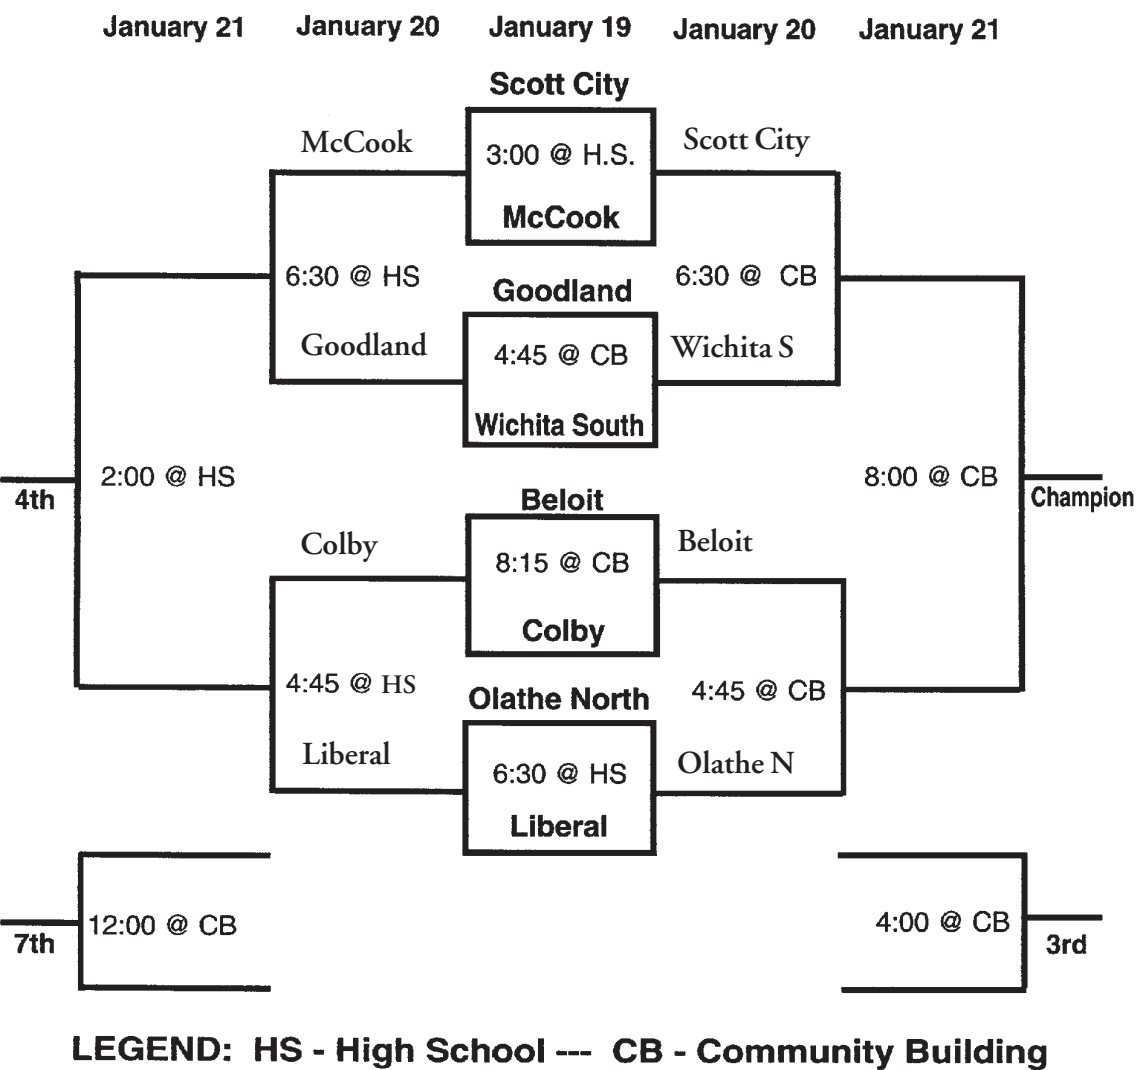 January 21 January 20 January 19 January 20 January 21
Scott City
McCook 3:00 @ H.S. Scott City
McCook
6:30 @ HS Goodland 6:30 @ CB
Goodland 4:45 @ CB Wichita S
Wichita South
2:00 @ HS 8:00 @ CB
4th Beloit Champion
Colby 8:15 @ CB Beloit
Colby
4:45 @ HS Olathe North 4:45 @ CB
Liberal 6:30 @ HS Olathe N
Liberal
12:00 @ CB 4:00 @ CB
7th 3rd
LEGEND: HS - High School --- CB - Community Building